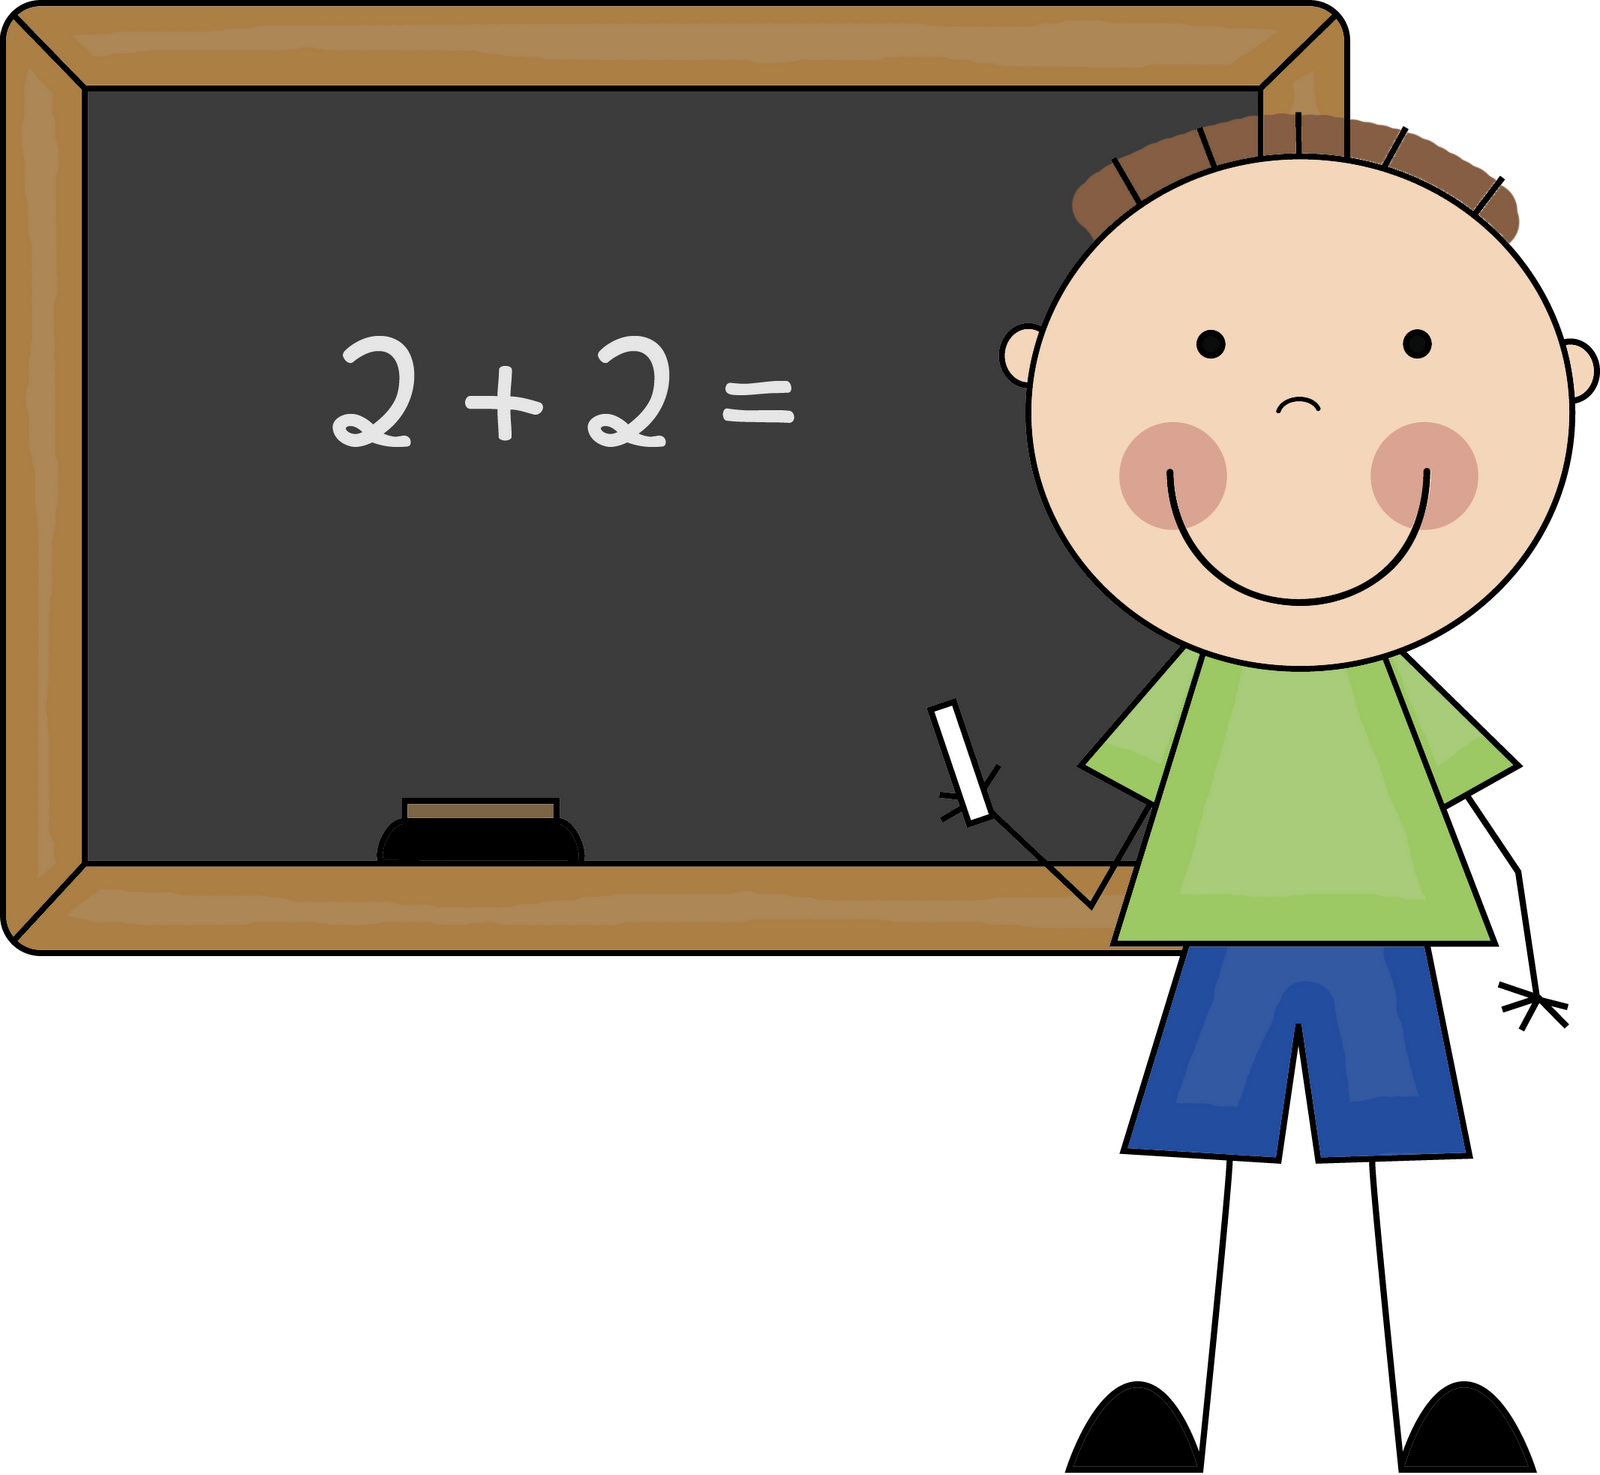 2 + 2 =